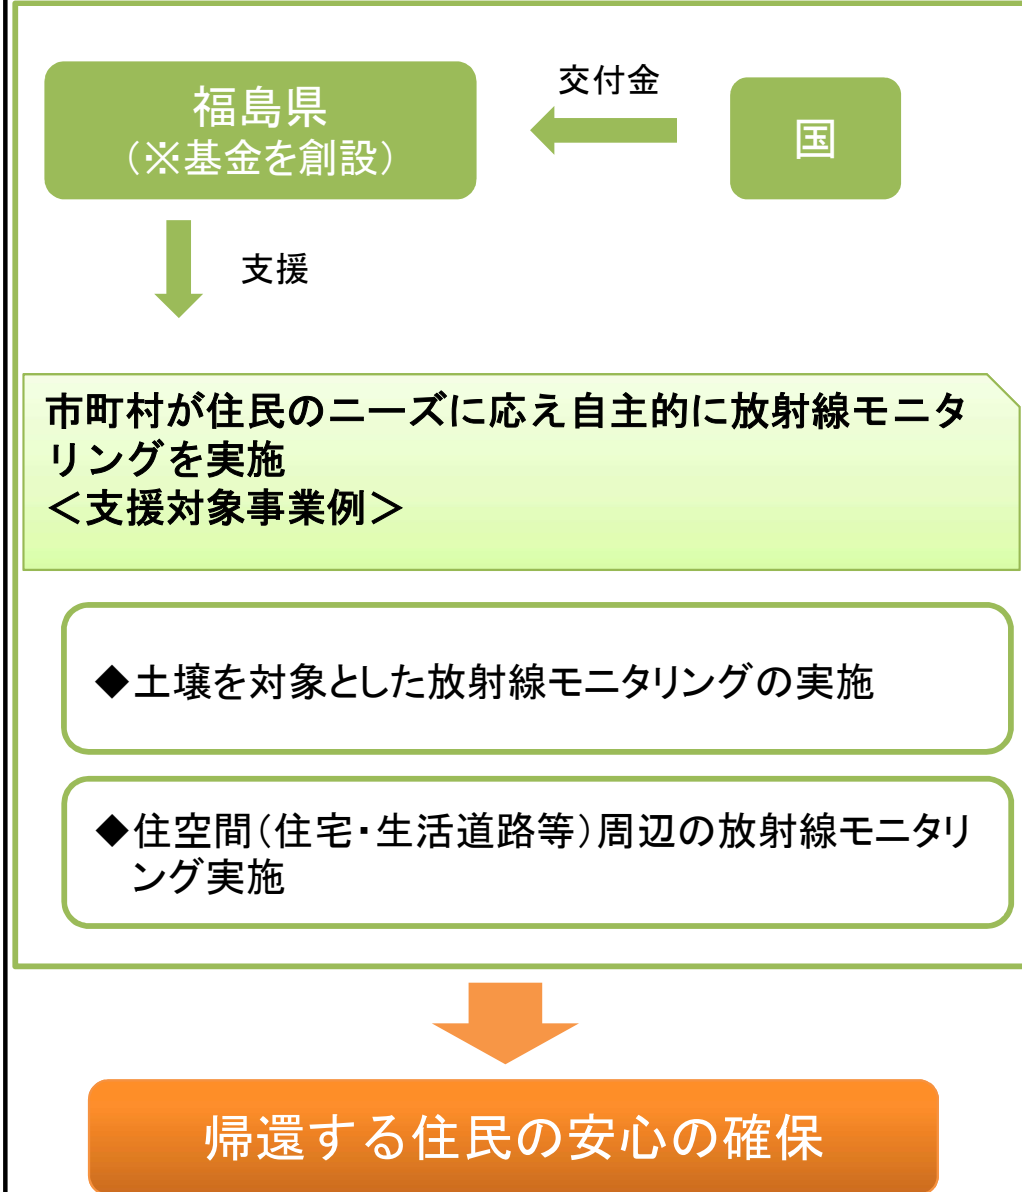 交付金
福島県
（※基金を創設）
国
支援
市町村が住民のニーズに応え自主的に放射線モニタ
リングを実施
＜支援対象事業例＞
◆土壌を対象とした放射線モニタリングの実施
◆住空間（住宅・生活道路等）周辺の放射線モニタリ
ング実施
帰還する住民の安心の確保